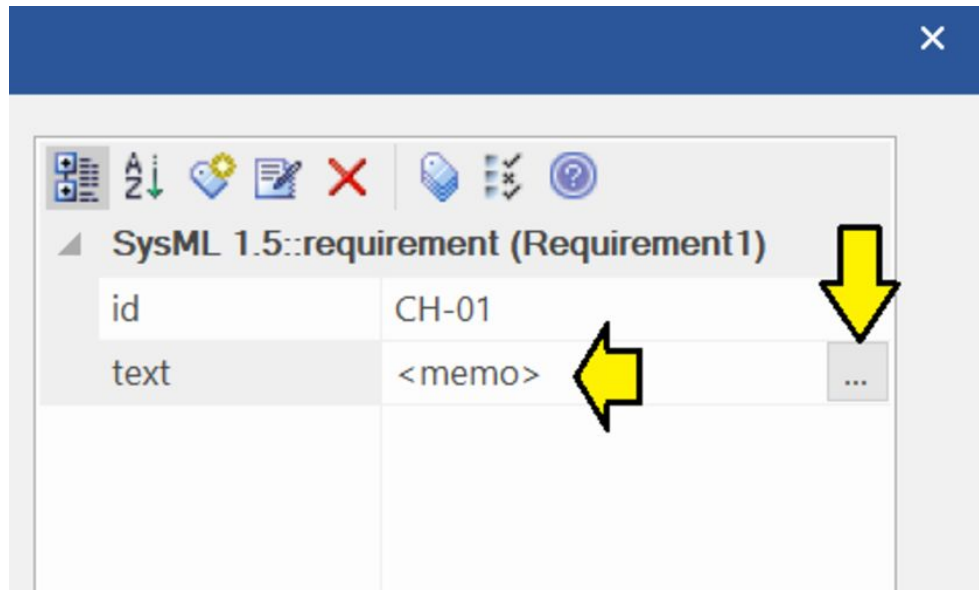 A
Z
SysML 1.5::requirement (Requirement1)
id CH-01
text <memo> ...